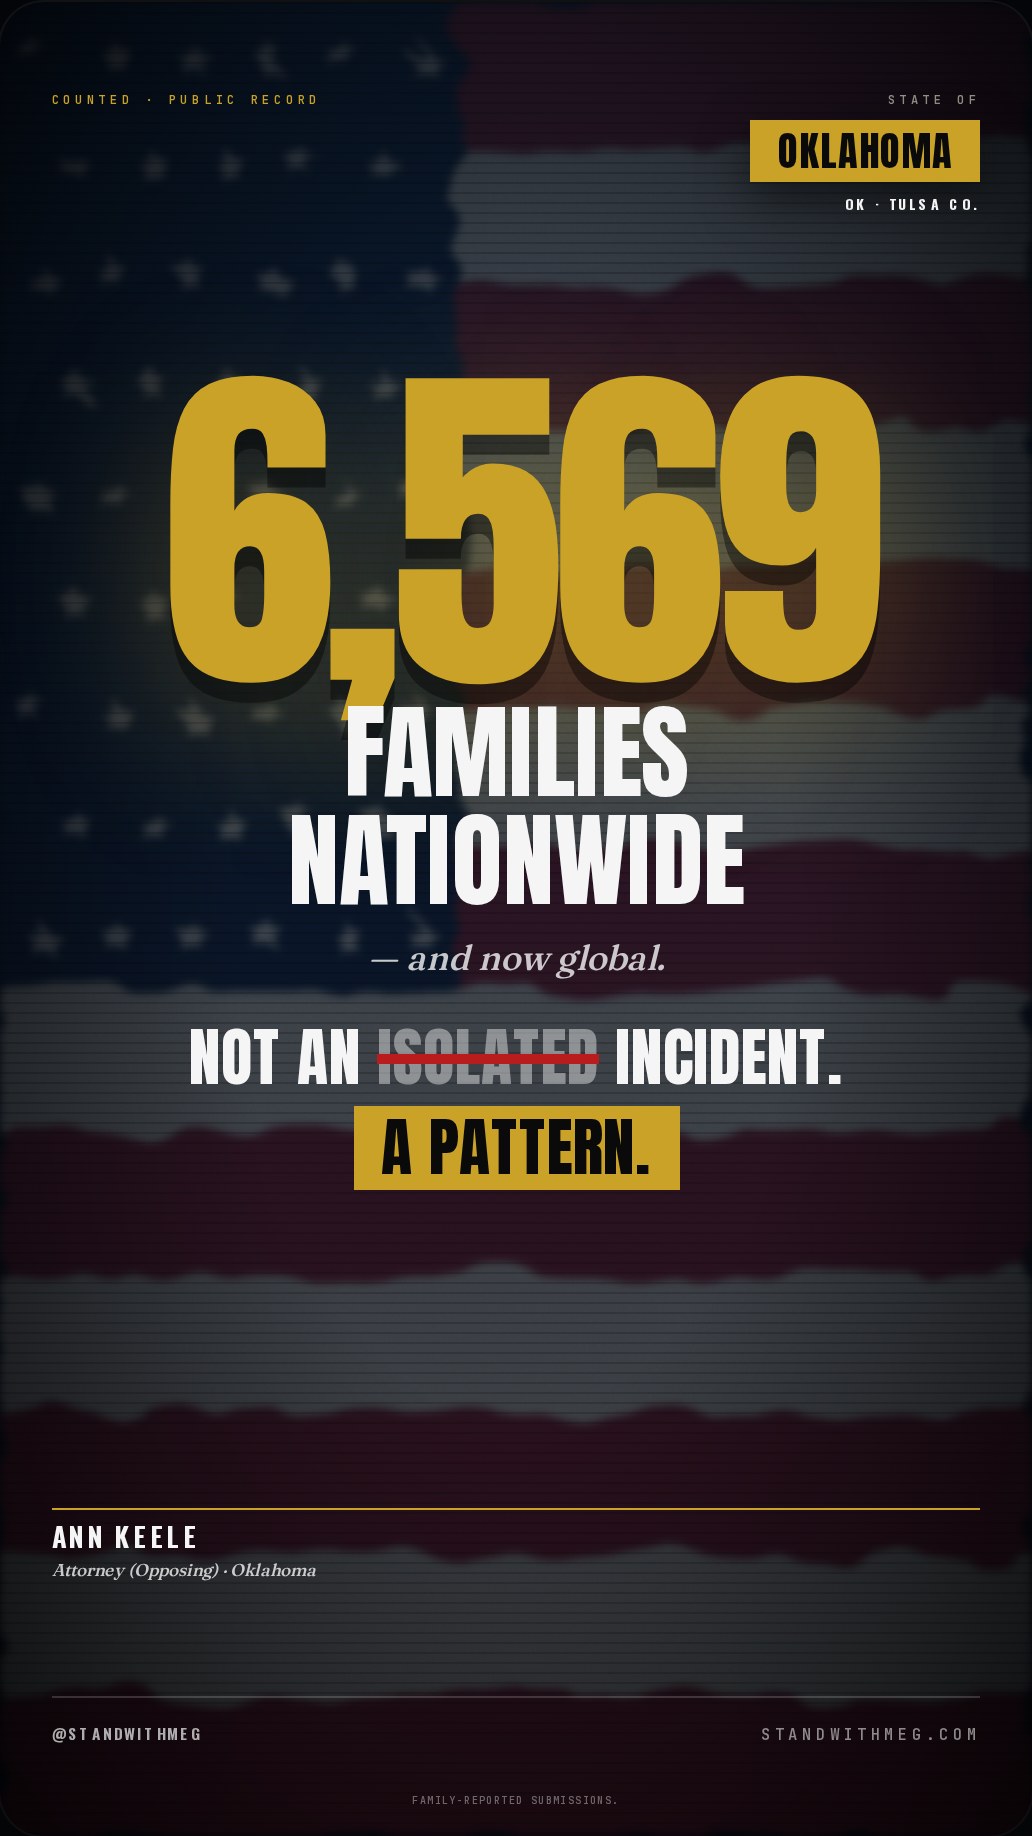 COUNTED · PUBLIC RECORD
STATE OF
OKLAHOMA
OK · TULSA CO.
6,569
FAMILIES
NATIONWIDE
— and now global.
NOT AN ISOLATED INCIDENT.
A PATTERN.
ANN KEELE
Attorney (Opposing) · Oklahoma
@STANDWITHMEG
STANDWITHMEG.COM
FAMILY-REPORTED SUBMISSIONS.